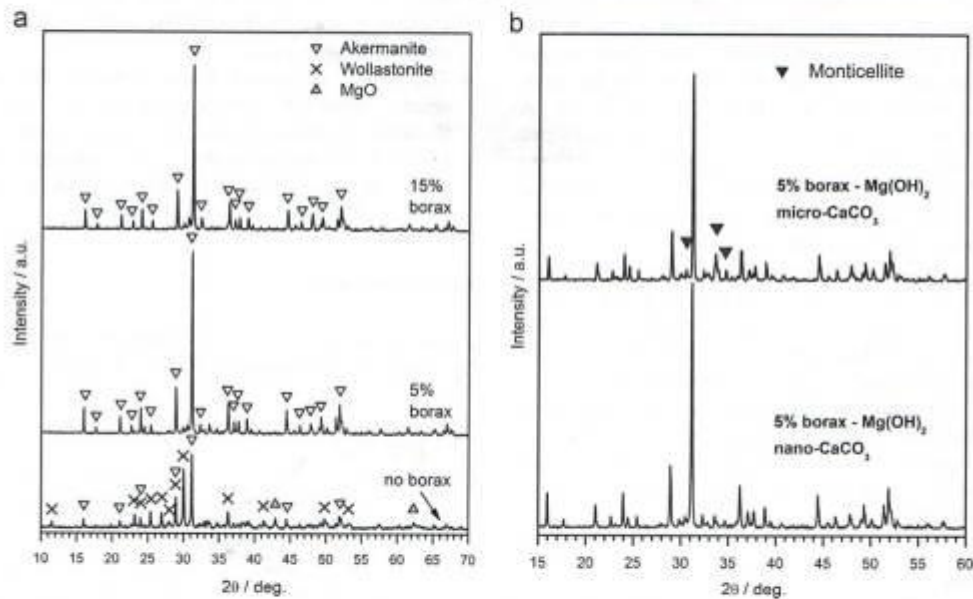 a
▽ Akermanite
× Wollastonite
△ MgO
15%
borax
5%
borax
no borax
Intensity / a.u.
10 15 20 25 30 35 40 45 50 55 60 65 70
2θ / deg.
b
▼ Monticellite
5% borax - Mg(OH)₂
micro-CaCO₃
5% borax - Mg(OH)₂
nano-CaCO₃
Intensity / a.u.
15 20 25 30 35 40 45 50 55 60
2θ / deg.